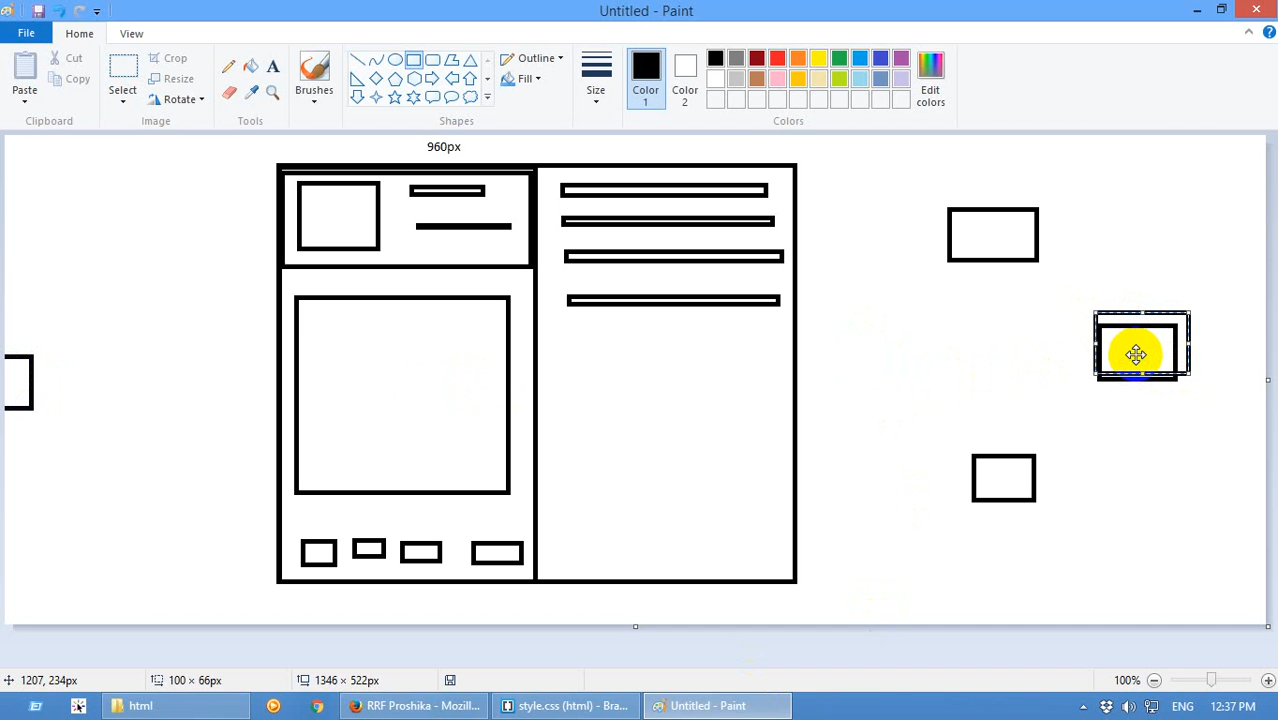 Untitled - Paint
File
Home
View
Paste
Cut
Copy
Clipboard
Select
Crop
Resize
Rotate
Image
A
Tools
Brushes
Outline
Fill
Shapes
Size
Color
1
Color
2
Edit
colors
Colors
960px
1207, 234px
100 × 66px
1346 × 522px
100%
html
RRF Proshika - Mozill...
style.css (html) - Bra...
Untitled - Paint
ENG
12:37 PM